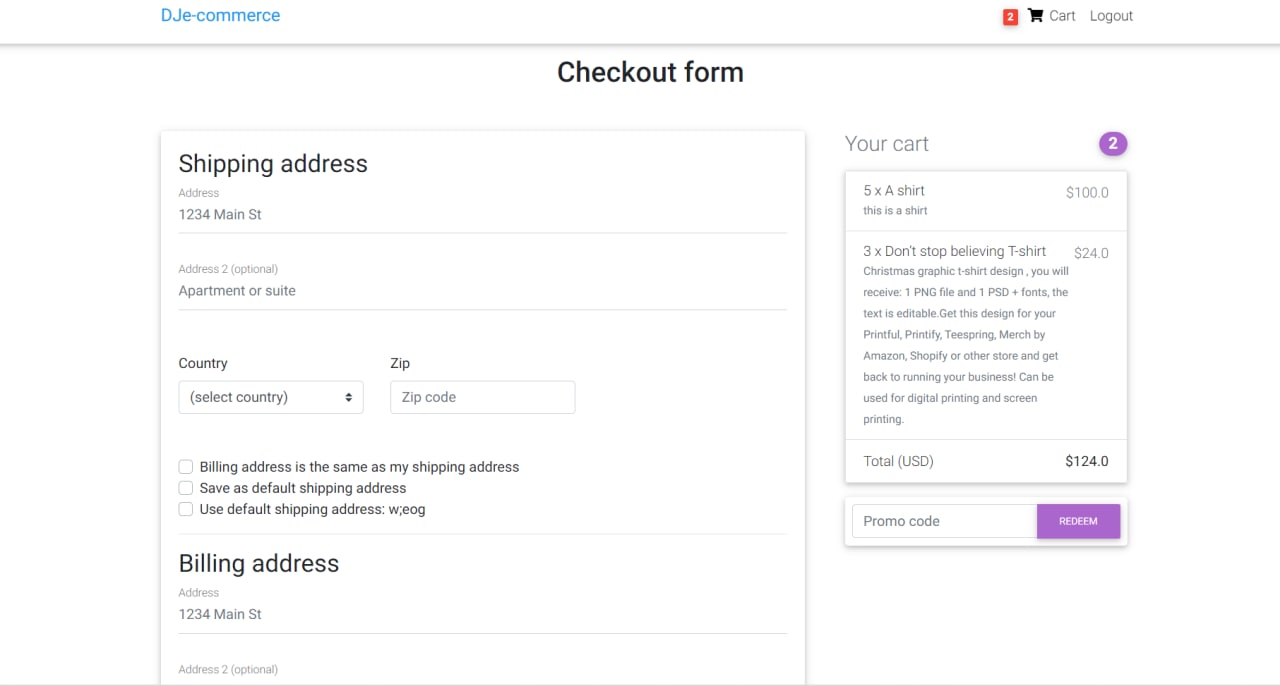 DJe-commerce
2 Cart Logout
Checkout form
Shipping address
Address
1234 Main St
Address 2 (optional)
Apartment or suite
Country Zip
(select country) Zip code
Billing address is the same as my shipping address
Save as default shipping address
Use default shipping address: w;eog
Billing address
Address
1234 Main St
Address 2 (optional)
Your cart 2
5 x A shirt $100.0
this is a shirt
3 x Don't stop believing T-shirt $24.0
Christmas graphic t-shirt design , you will
receive: 1 PNG file and 1 PSD + fonts, the
text is editable.Get this design for your
Printful, Printify, Teespring, Merch by
Amazon, Shopify or other store and get
back to running your business! Can be
used for digital printing and screen
printing.
Total (USD) $124.0
Promo code REDEEM